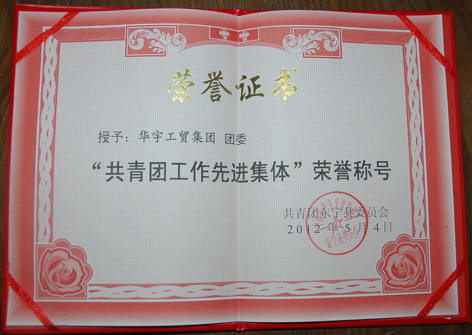 荣誉证书
授予：华宇工贸集团 团委
“共青团工作先进集体”荣誉称号
共青团东宁县委员会
2012年5月4日